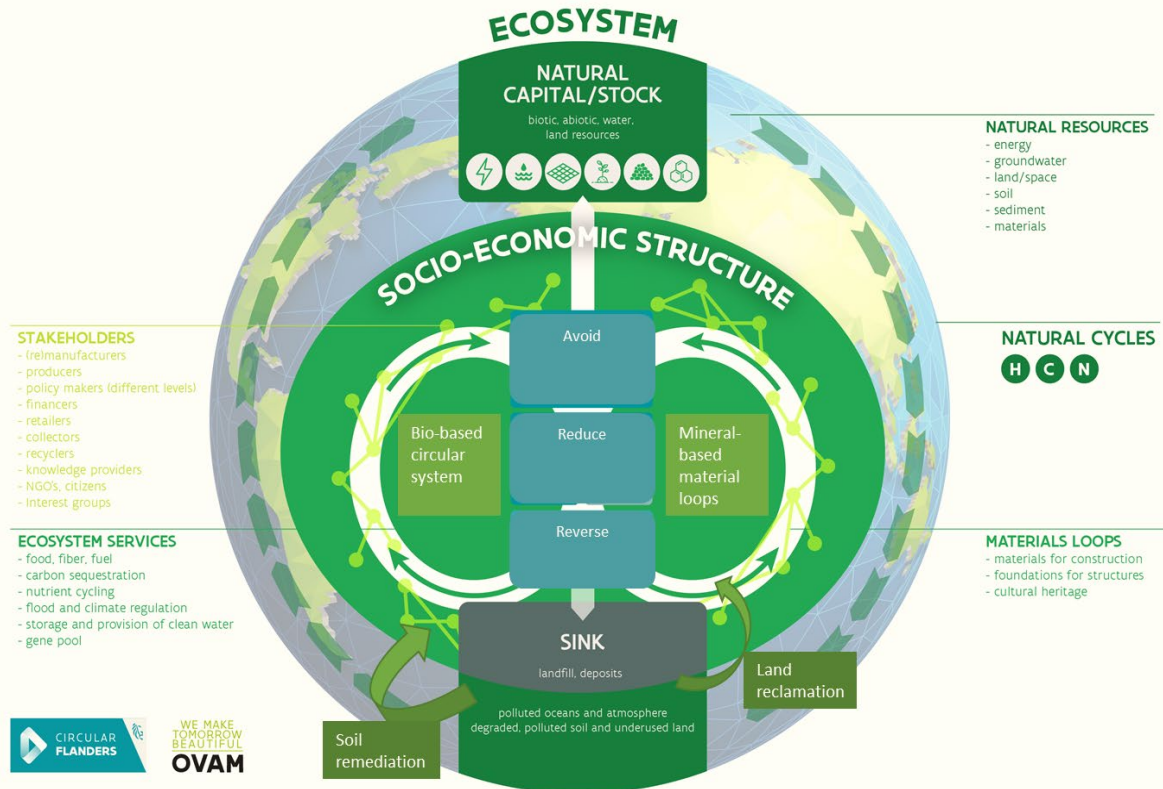 ECOSYSTEM
NATURAL
CAPITAL/STOCK
biotic, abiotic, water,
land resources
SOCIO-ECONOMIC STRUCTURE
NATURAL RESOURCES
- energy
- groundwater
- land/space
- soil
- sediment
- materials
STAKEHOLDERS
- (re)manufacturers
- producers
- policy makers (different levels)
- financers
- retailers
- collectors
- recyclers
- knowledge providers
- NGO's, citizens
- Interest groups
Avoid
Reduce
Reverse
Bio-based
circular
system
Mineral-
based
material
loops
NATURAL CYCLES
H C N
ECOSYSTEM SERVICES
- food, fiber, fuel
- carbon sequestration
- nutrient cycling
- flood and climate regulation
- storage and provision of clean water
- gene pool
MATERIALS LOOPS
- materials for construction
- foundations for structures
- cultural heritage
SINK
landfill, deposits
polluted oceans and atmosphere
degraded, polluted soil and underused land
Land
reclamation
Soil
remediation
CIRCULAR
FLANDERS
WE MAKE
TOMORROW
BEAUTIFUL
OVAM